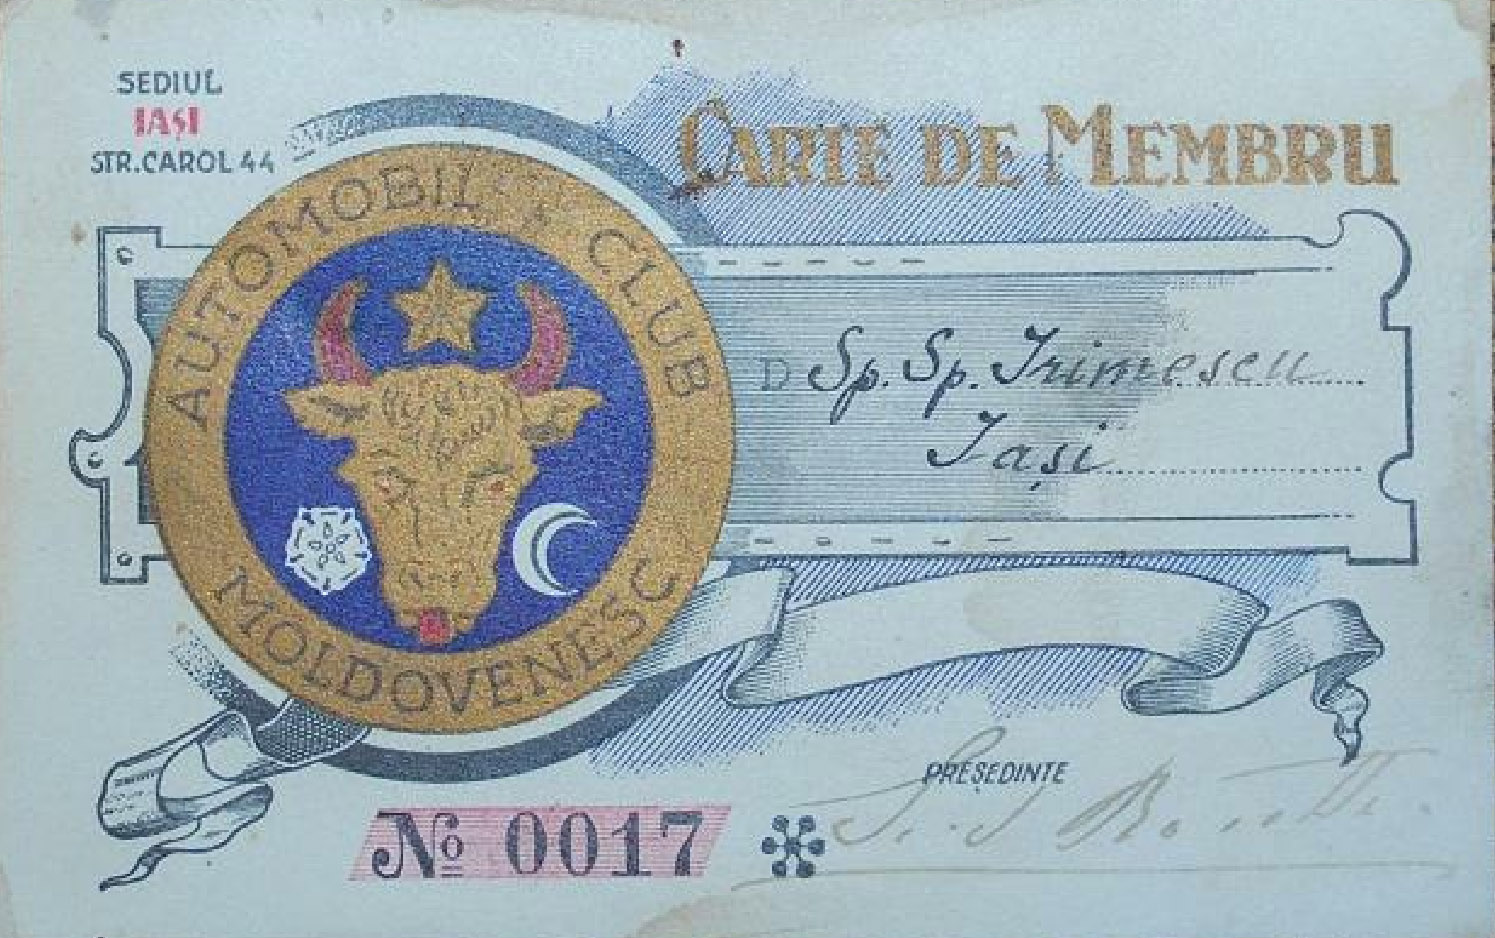 SEDIUL
IAȘI
STR. CAROL 44
CARTE DE MEMBRU
AUTOMOBIL CLUB
MOLDOVENESC
D Sp. Sp. Irimescu
Iași
PREȘEDINTE
No 0017